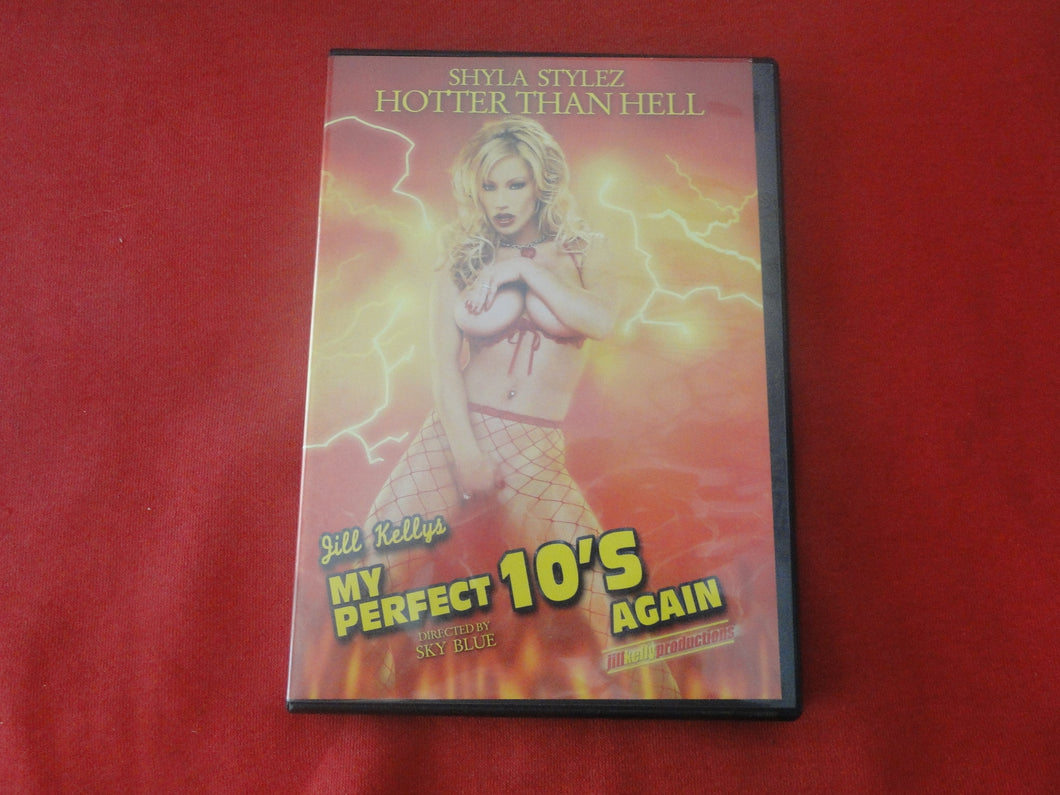 SHYLA STYLEZ
HOTTER THAN HELL
Jill Kellys
MY
PERFECT 10'S
AGAIN
DIRECTED BY
SKY BLUE
jillkellyproductions